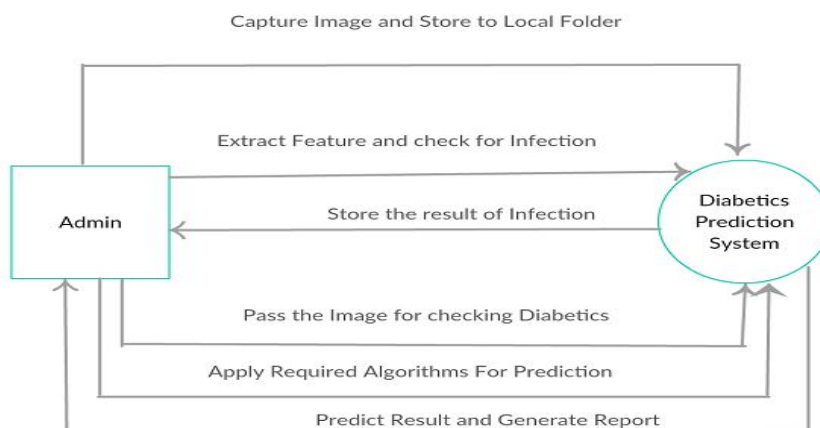 Capture Image and Store to Local Folder
Extract Feature and check for Infection
Admin
Store the result of Infection
Diabetics
Prediction
System
Pass the Image for checking Diabetics
Apply Required Algorithms For Prediction
Predict Result and Generate Report